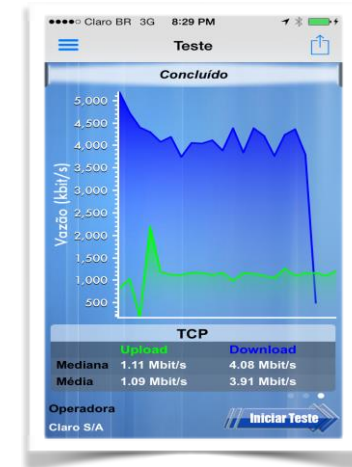 Claro BR 3G 8:29 PM
Teste
Concluído
Vazão (kbit/s)
5,000
4,500
4,000
3,500
3,000
2,500
2,000
1,500
1,000
500
TCP
Upload Download
Mediana 1.11 Mbit/s 4.08 Mbit/s
Média 1.09 Mbit/s 3.91 Mbit/s
Operadora
Claro S/A
Iniciar Teste